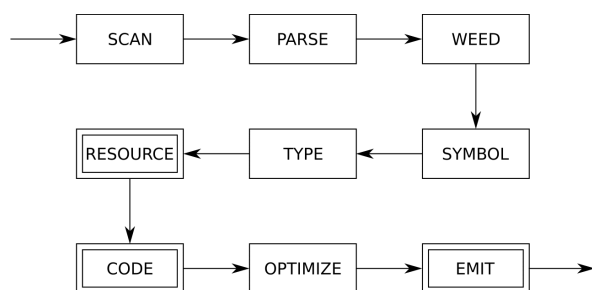 SCAN
PARSE
WEED
RESOURCE
TYPE
SYMBOL
CODE
OPTIMIZE
EMIT